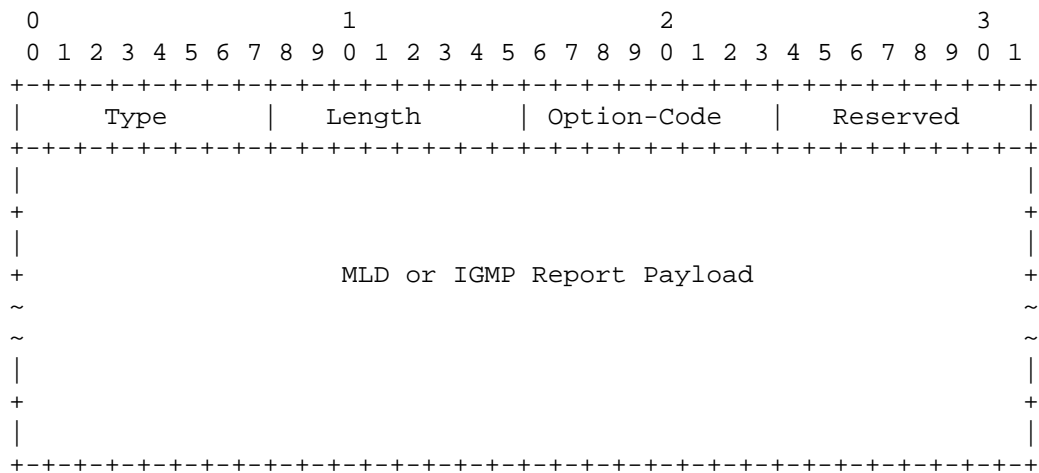 0                   1                   2                   3
 0 1 2 3 4 5 6 7 8 9 0 1 2 3 4 5 6 7 8 9 0 1 2 3 4 5 6 7 8 9 0 1
+-+-+-+-+-+-+-+-+-+-+-+-+-+-+-+-+-+-+-+-+-+-+-+-+-+-+-+-+-+-+-+-+
|     Type      |   Length      | Option-Code   |   Reserved    |
+-+-+-+-+-+-+-+-+-+-+-+-+-+-+-+-+-+-+-+-+-+-+-+-+-+-+-+-+-+-+-+-+
|                                                               |
+                                                               +
|                                                               |
+                    MLD or IGMP Report Payload                 +
~                                                               ~
~                                                               ~
|                                                               |
+                                                               +
|                                                               |
+-+-+-+-+-+-+-+-+-+-+-+-+-+-+-+-+-+-+-+-+-+-+-+-+-+-+-+-+-+-+-+-+